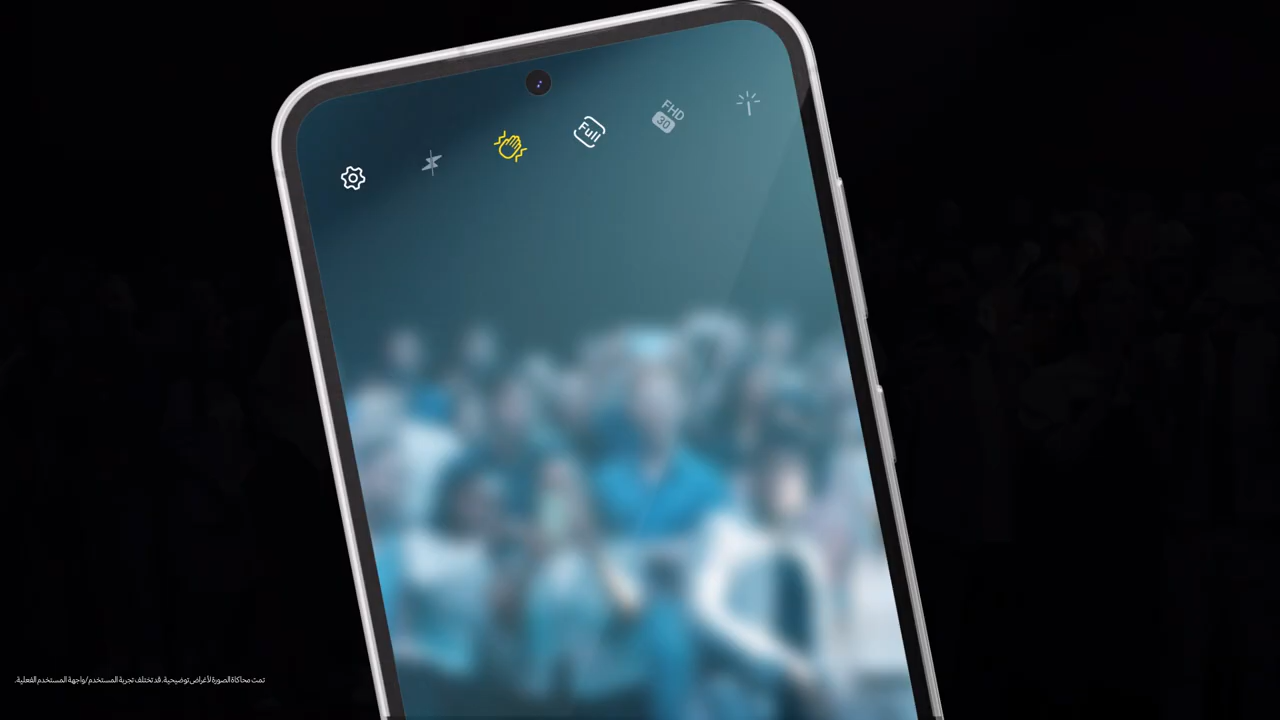 Full
FHD
30
تمت محاكاة الصورة لأغراض توضيحية. قد تختلف تجربة المستخدم/واجهة المستخدم الفعلية.